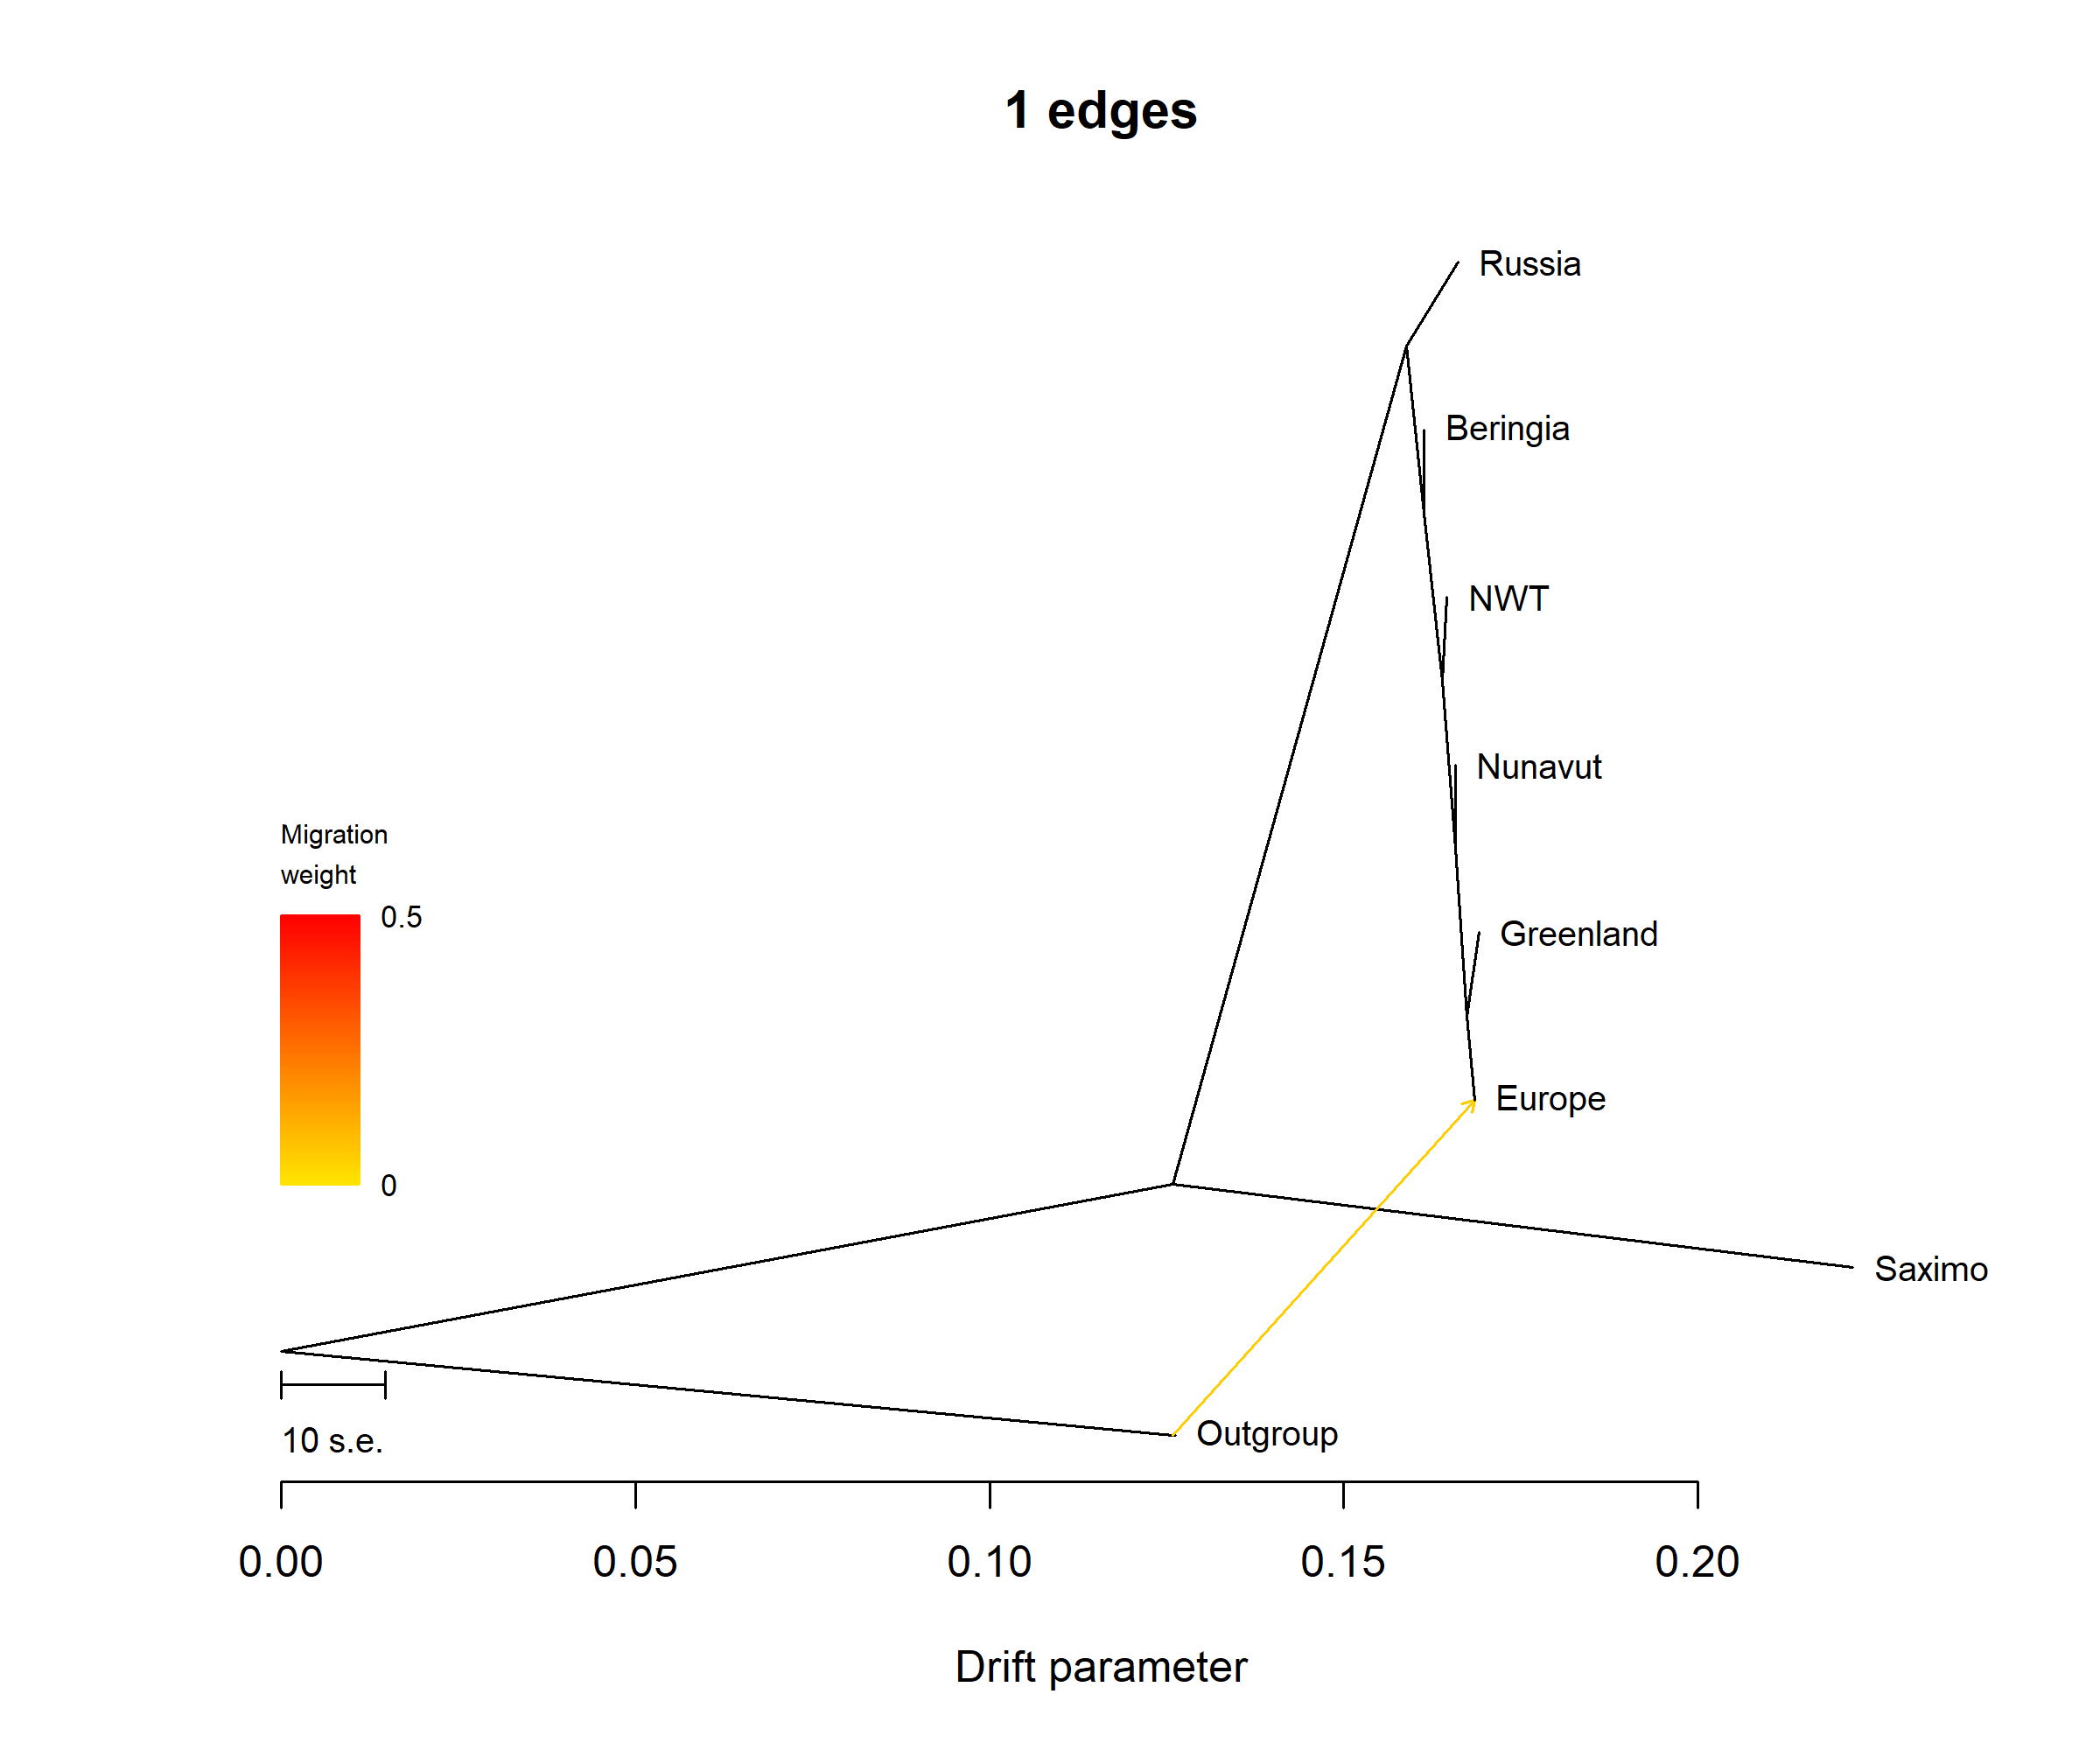 1 edges
Russia
Beringia
NWT
Nunavut
Migration
weight
0.5
Greenland
Europe
0
Saximo
Outgroup
10 s.e.
0.00 0.05 0.10 0.15 0.20
Drift parameter